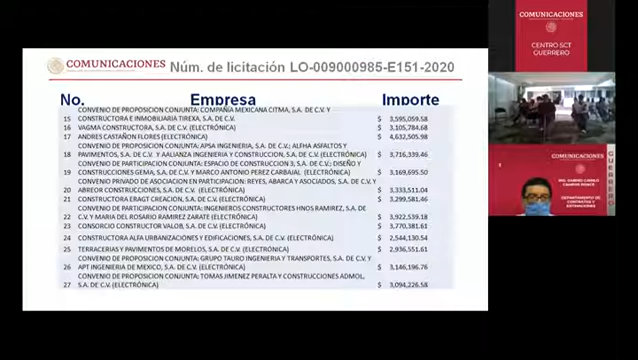 COMUNICACIONES
Núm. de licitación LO-009000985-E151-2020
No. Empresa Importe
CONVENIO DE PROPOSICION CONJUNTA: COMPAÑIA MEXICANA CITMA, S.A. DE C.V. Y
15 CONSTRUCTORA E INMOBILIARIA TIREXA, S.A. DE C.V. $ 3,595,059.58
16 VAGMA CONSTRUCTORA, S.A. DE C.V. (ELECTRÓNICA) $ 3,105,784.68
17 ANDRES CASTAÑON FLORES (ELECTRÓNICA) $ 4,632,505.98
CONVENIO DE PROPOSICION CONJUNTA: APSA INGENIERIA, S.A. DE C.V.; ALFHA ASFALTOS Y
18 PAVIMENTOS, S.A. DE C.V. Y AALIANZA INGENIERIA Y CONSTRUCCION, S.A. DE C.V. (ELECTRÓNICA) $ 3,716,339.46
CONVENIO DE PARTICIPACION CONJUNTA: ESPACIO DE CONSTRUCCION 3, S.A. DE C.V.; DISEÑO Y
19 CONSTRUCCIONES GEMA, S.A. DE C.V. Y MARCO ANTONIO PEREZ CARBAJAL (ELECTRÓNICA) $ 3,169,695.50
CONVENIO PRIVADO DE ASOCIACION EN PARTICIPACION: REYES, ABARCA Y ASOCIADOS, S.A. DE C.V. Y
20 ABREOR CONSTRUCCIONES, S.A. DE C.V. (ELECTRÓNICA) $ 3,333,511.04
21 CONSTRUCTORA ERAGT CREACION, S.A. DE C.V. (ELECTRÓNICA) $ 3,299,581.46
CONVENIO DE PARTICIPACION CONJUNTA: INGENIEROS CONTRUCTORES HNOS RAMIREZ, S.A. DE
22 C.V. Y MARIA DEL ROSARIO RAMIREZ ZARATE (ELECTRÓNICA) $ 3,922,539.18
23 CONSORCIO CONSTRUCTOR VALOR, S.A. DE C.V. (ELECTRÓNICA) $ 3,770,381.61
24 CONSTRUCTORA ALFA URBANIZACIONES Y EDIFICACIONES, S.A. DE C.V. (ELECTRÓNICA) $ 2,544,130.54
25 TERRACERIAS Y PAVIMENTOS DE MORELOS, S.A. DE C.V. (ELECTRÓNICA) $ 2,936,551.61
CONVENIO DE PROPOSICION CONJUNTA: GRUPO TAURO INGENIERIA Y TRANSPORTES, S.A. DE C.V. Y
26 APT INGENIERIA DE MEXICO, S.A. DE C.V. (ELECTRÓNICA) $ 3,146,196.76
CONVENIO DE PROPOSICION CONJUNTA: TOMAS JIMENEZ PERALTA Y CONSTRUCCIONES ADMOL,
27 S.A. DE C.V. (ELECTRÓNICA) $ 3,094,226.58
COMUNICACIONES
CENTRO SCT
GUERRERO
COMUNICACIONES
ING. GABINO CAMILO
CAMPOS PONCE
DEPARTAMENTO DE
CONTRATOS Y
ESTIMACIONES
GUERRERO